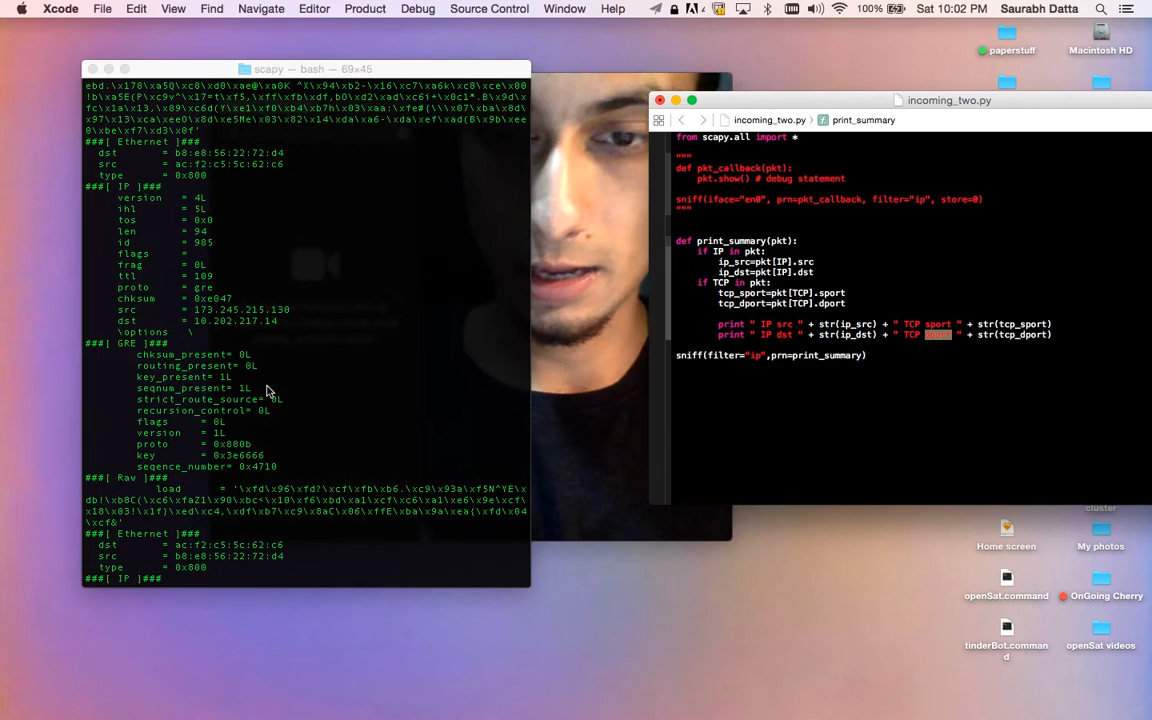 Xcode File Edit View Find Navigate Editor Product Debug Source Control Window Help 100% Sat 10:02 PM Saurabh Datta
scapy — bash — 69×45
###[ Ethernet ]###
dst = b8:e8:56:22:72:d4
src = ac:f2:c5:5c:62:c6
type = 0x800
###[ IP ]###
version = 4L
ihl = 5L
tos = 0x0
len = 94
id = 985
flags =
frag = 0L
ttl = 109
proto = gre
chksum = 0xe047
src = 173.245.215.130
dst = 10.202.217.14
\options \
###[ GRE ]###
chksum_present= 0L
routing_present= 0L
key_present= 1L
seqnum_present= 1L
strict_route_source= 0L
recursion_control= 0L
flags = 0L
version = 1L
proto = 0x880b
key = 0x3e6666
seqence_number= 0x4710
###[ Raw ]###
load =
###[ Ethernet ]###
dst = ac:f2:c5:5c:62:c6
src = b8:e8:56:22:72:d4
type = 0x800
###[ IP ]###
incoming_two.py
incoming_two.py print_summary
from scapy.all import *
"""
def pkt_callback(pkt):
pkt.show() # debug statement
sniff(iface="en0", prn=pkt_callback, filter="ip", store=0)
"""
def print_summary(pkt):
if IP in pkt:
ip_src=pkt[IP].src
ip_dst=pkt[IP].dst
if TCP in pkt:
tcp_sport=pkt[TCP].sport
tcp_dport=pkt[TCP].dport
print " IP src " + str(ip_src) + " TCP sport " + str(tcp_sport)
print " IP dst " + str(ip_dst) + " TCP dport " + str(tcp_dport)
sniff(filter="ip",prn=print_summary)
paperstuff
Macintosh HD
cluster
Home screen
My photos
openSat.command
OnGoing Cherry
tinderBot.comman
d
openSat videos